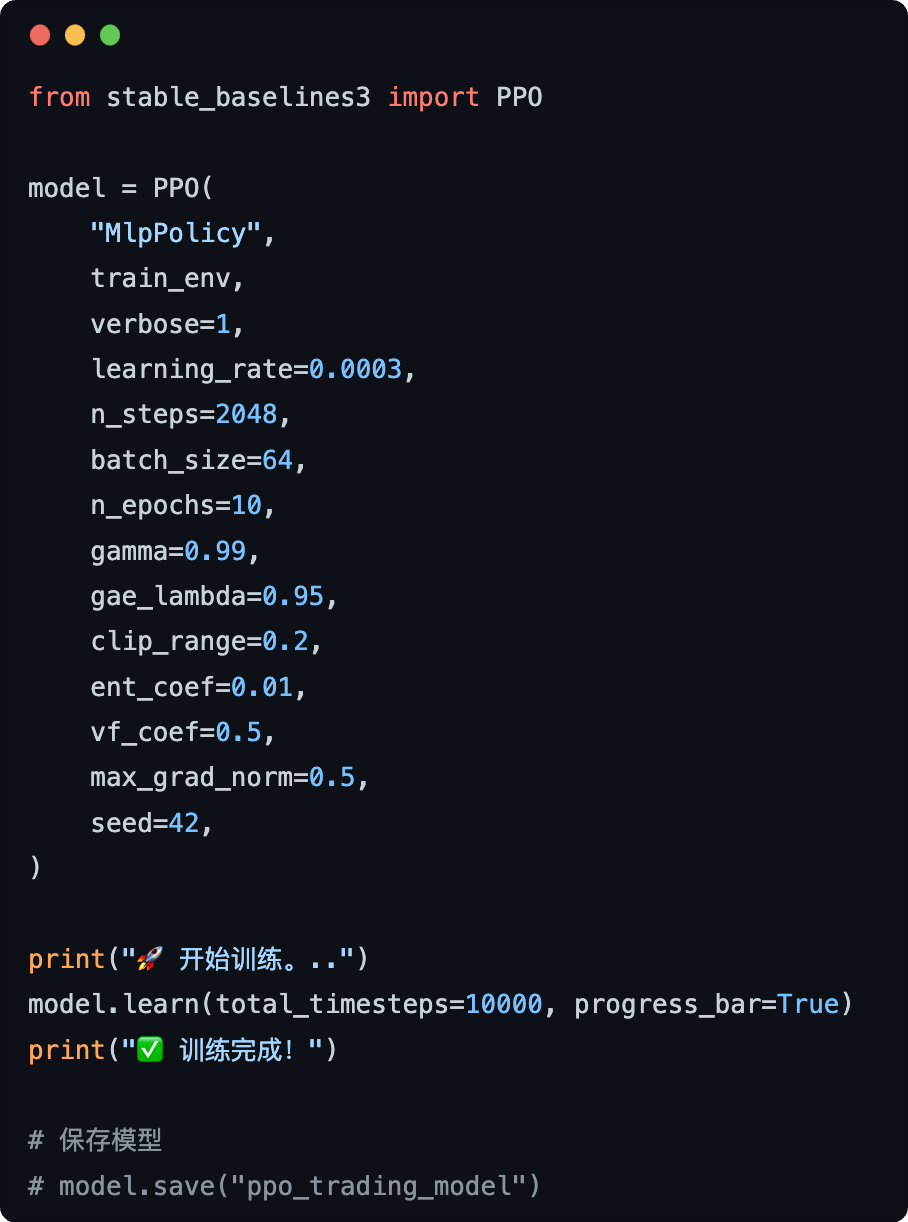 from stable_baselines3 import PPO

model = PPO(
    "MlpPolicy",
    train_env,
    verbose=1,
    learning_rate=0.0003,
    n_steps=2048,
    batch_size=64,
    n_epochs=10,
    gamma=0.99,
    gae_lambda=0.95,
    clip_range=0.2,
    ent_coef=0.01,
    vf_coef=0.5,
    max_grad_norm=0.5,
    seed=42,
)

print("🚀 开始训练。..")
model.learn(total_timesteps=10000, progress_bar=True)
print("✅ 训练完成！")

# 保存模型
# model.save("ppo_trading_model")